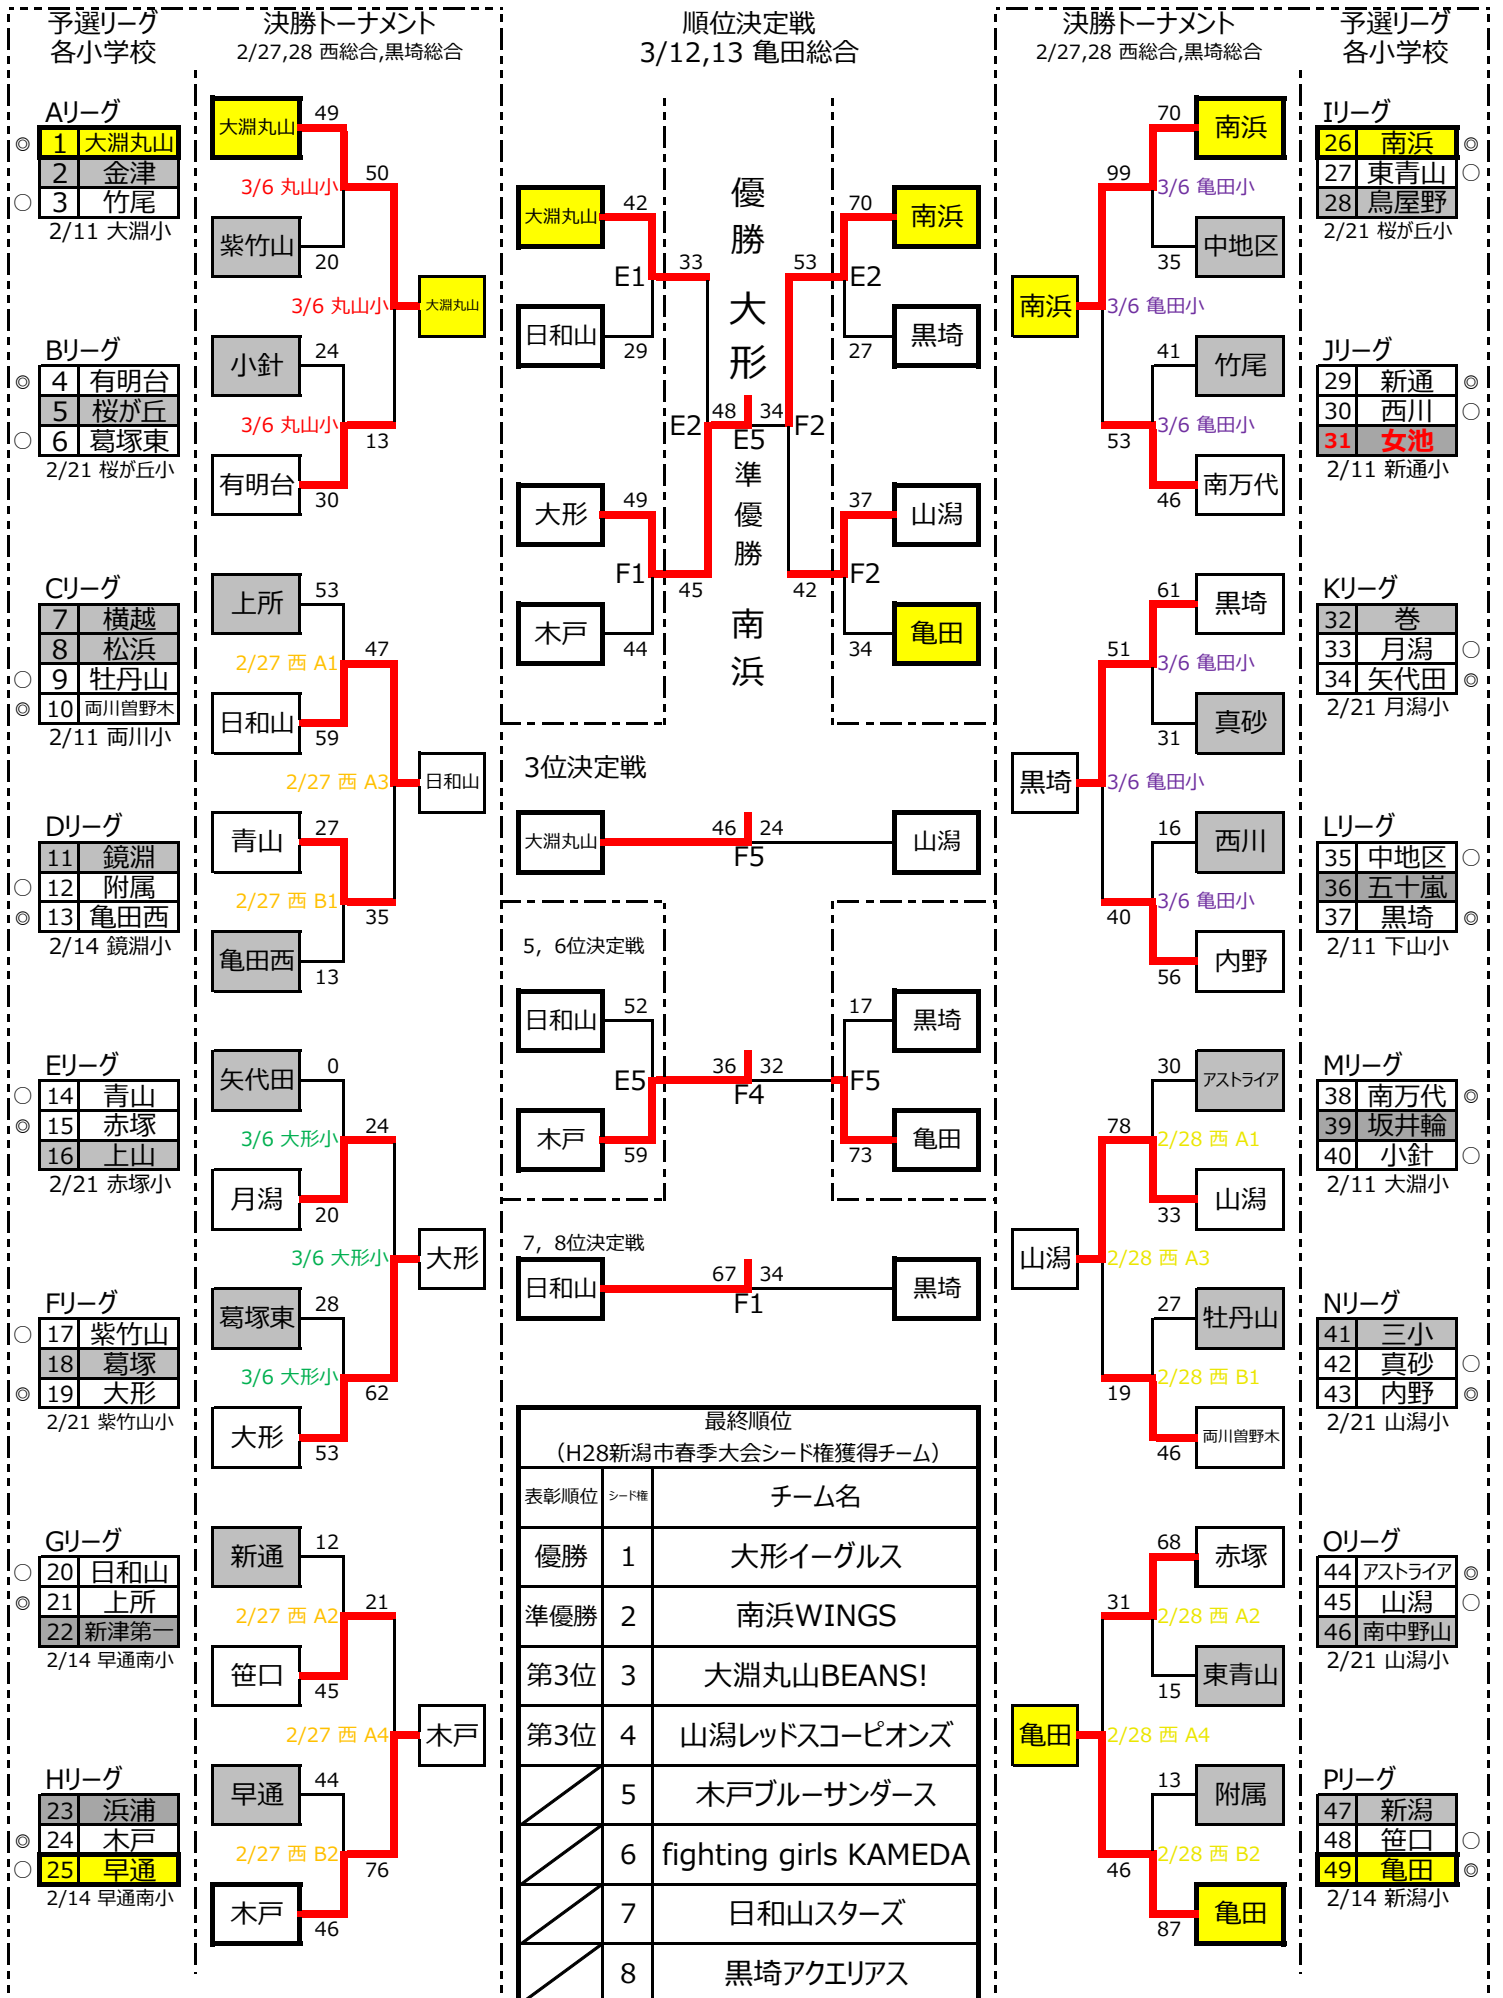 予選リーグ
各小学校
Aリーグ
◎ 1 大淵丸山
2 金津
○ 3 竹尾
2/11 大淵小
Bリーグ
◎ 4 有明台
5 桜が丘
○ 6 葛塚東
2/21 桜が丘小
Cリーグ
7 横越
8 松浜
○ 9 牡丹山
◎ 10 両川曽野木
2/11 両川小
Dリーグ
11 鏡淵
○ 12 附属
◎ 13 亀田西
2/14 鏡淵小
Eリーグ
○ 14 青山
◎ 15 赤塚
16 上山
2/21 赤塚小
Fリーグ
○ 17 紫竹山
18 葛塚
◎ 19 大形
2/21 紫竹山小
Gリーグ
○ 20 日和山
◎ 21 上所
22 新津第一
2/14 早通南小
Hリーグ
23 浜浦
◎ 24 木戸
○ 25 早通
2/14 早通南小
決勝トーナメント
2/27,28 西総合,黒埼総合
大淵丸山 49
50
3/6 丸山小
紫竹山 20
3/6 丸山小 大淵丸山
小針 24
3/6 丸山小
13
有明台 30
上所 53
47
2/27 西 A1
日和山 59
2/27 西 A3 日和山
青山 27
2/27 西 B1
35
亀田西 13
矢代田 0
24
3/6 大形小
月潟 20
3/6 大形小 大形
葛塚東 28
3/6 大形小
62
大形 53
新通 12
21
2/27 西 A2
笹口 45
2/27 西 A4 木戸
早通 44
2/27 西 B2
76
木戸 46
順位決定戦
3/12,13 亀田総合
優勝 大形
準優勝 南浜
大淵丸山 42
70 南浜
E1 33
53 E2
日和山 29
27 黒埼
E2 48 34 F2
E5
大形 49
37 山潟
F1 45
42 F2
木戸 44
34 亀田
3位決定戦
大淵丸山 46 24 山潟
F5
5, 6位決定戦
日和山 52
17 黒埼
E5 36 32 F5
F4
木戸 59
73 亀田
7, 8位決定戦
日和山 67 34 黒埼
F1
最終順位
（H28新潟市春季大会シード権獲得チーム）
表彰順位 シード権 チーム名
優勝 1 大形イーグルス
準優勝 2 南浜WINGS
第3位 3 大淵丸山BEANS!
第3位 4 山潟レッドスコーピオンズ
5 木戸ブルーサンダース
6 fighting girls KAMEDA
7 日和山スターズ
8 黒埼アクエリアス
決勝トーナメント
2/27,28 西総合,黒埼総合
70 南浜
99
3/6 亀田小
35 中地区
南浜 3/6 亀田小
41 竹尾
3/6 亀田小
53
46 南万代
61 黒埼
51
3/6 亀田小
31 真砂
黒埼 3/6 亀田小
16 西川
3/6 亀田小
40
56 内野
30 アストライア
78
2/28 西 A1
33 山潟
山潟 2/28 西 A3
27 牡丹山
2/28 西 B1
19
46 両川曽野木
68 赤塚
31
2/28 西 A2
15 東青山
亀田 2/28 西 A4
13 附属
2/28 西 B2
46
87 亀田
予選リーグ
各小学校
Iリーグ
26 南浜 ◎
27 東青山 ○
28 鳥屋野
2/21 桜が丘小
Jリーグ
29 新通 ◎
30 西川 ○
31 女池
2/11 新通小
Kリーグ
32 巻
33 月潟 ○
34 矢代田 ◎
2/21 月潟小
Lリーグ
35 中地区 ○
36 五十嵐
37 黒埼 ◎
2/11 下山小
Mリーグ
38 南万代 ◎
39 坂井輪
40 小針 ○
2/11 大淵小
Nリーグ
41 三小
42 真砂 ○
43 内野 ◎
2/21 山潟小
Oリーグ
44 アストライア ◎
45 山潟 ○
46 南中野山
2/21 山潟小
Pリーグ
47 新潟
48 笹口 ○
49 亀田 ◎
2/14 新潟小